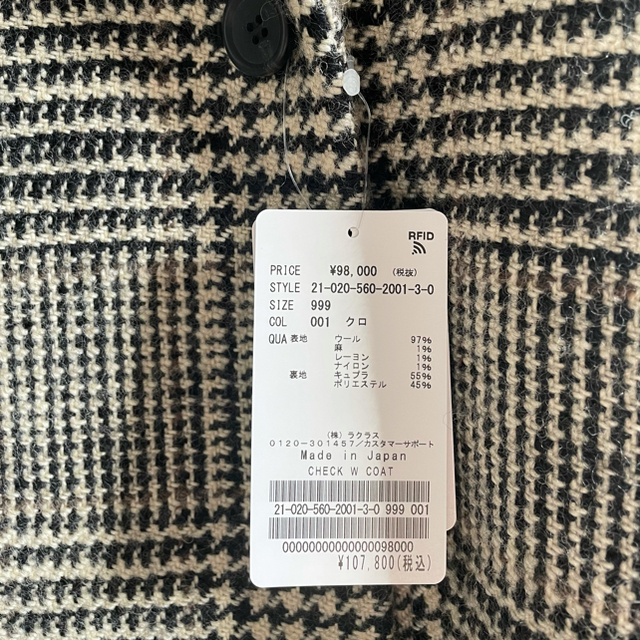 RFID
PRICE ¥98,000 (税抜)
STYLE 21-020-560-2001-3-0
SIZE 999
COL 001 クロ
QUA 表地 ウール 97%
麻 1%
レーヨン 1%
ナイロン 1%
裏地 キュプラ 55%
ポリエステル 45%
(株) ラクラス
0120-301457/カスタマーサポート
Made in Japan
CHECK W COAT
21-020-560-2001-3-0 999 001
00000000000000098000
¥107,800(税込)